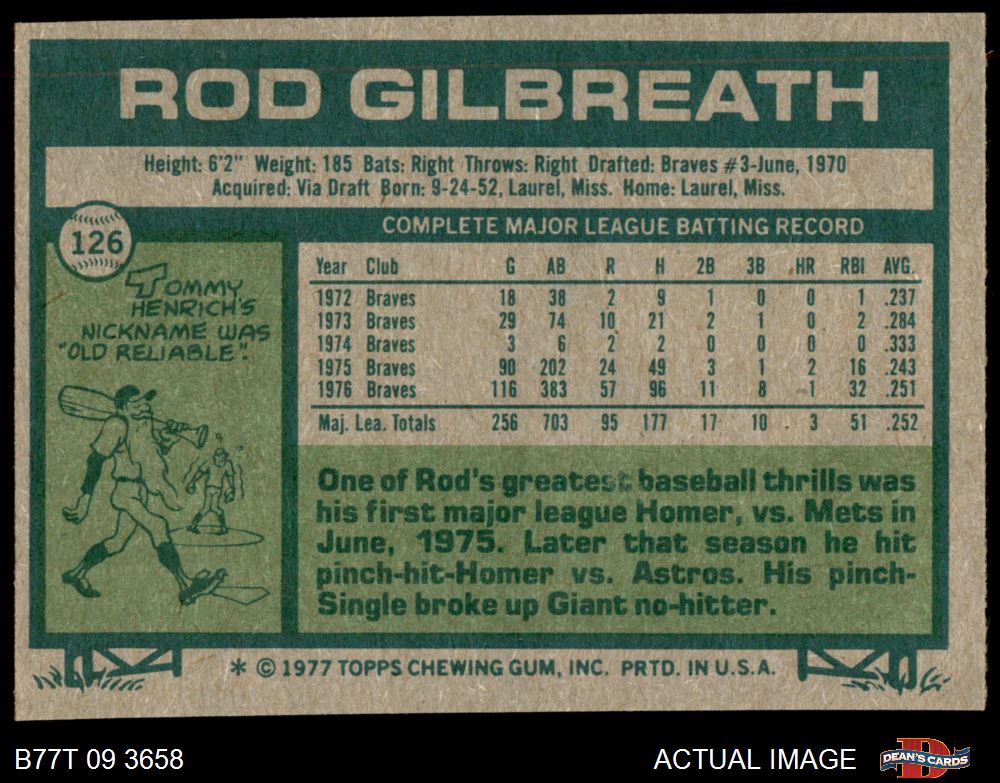 ROD GILBREATH
Height: 6'2" Weight: 185 Bats: Right Throws: Right Drafted: Braves #3-June, 1970
Acquired: Via Draft Born: 9-24-52, Laurel, Miss. Home: Laurel, Miss.
126
TOMMY
HENRICH'S
NICKNAME WAS
"OLD RELIABLE".
COMPLETE MAJOR LEAGUE BATTING RECORD
Year Club G AB R H 2B 3B HR RBI AVG.
1972 Braves 18 38 2 9 1 0 0 1 .237
1973 Braves 29 74 10 21 2 1 0 2 .284
1974 Braves 3 6 2 2 0 0 0 0 .333
1975 Braves 90 202 24 49 3 1 2 16 .243
1976 Braves 116 383 57 96 11 8 1 32 .251
Maj. Lea. Totals 256 703 95 177 17 10 3 51 .252
One of Rod's greatest baseball thrills was
his first major league Homer, vs. Mets in
June, 1975. Later that season he hit
pinch-hit-Homer vs. Astros. His pinch-
Single broke up Giant no-hitter.
* © 1977 TOPPS CHEWING GUM, INC. PRTD. IN U.S.A.
B77T 09 3658
ACTUAL IMAGE
D
DEAN'S CARDS